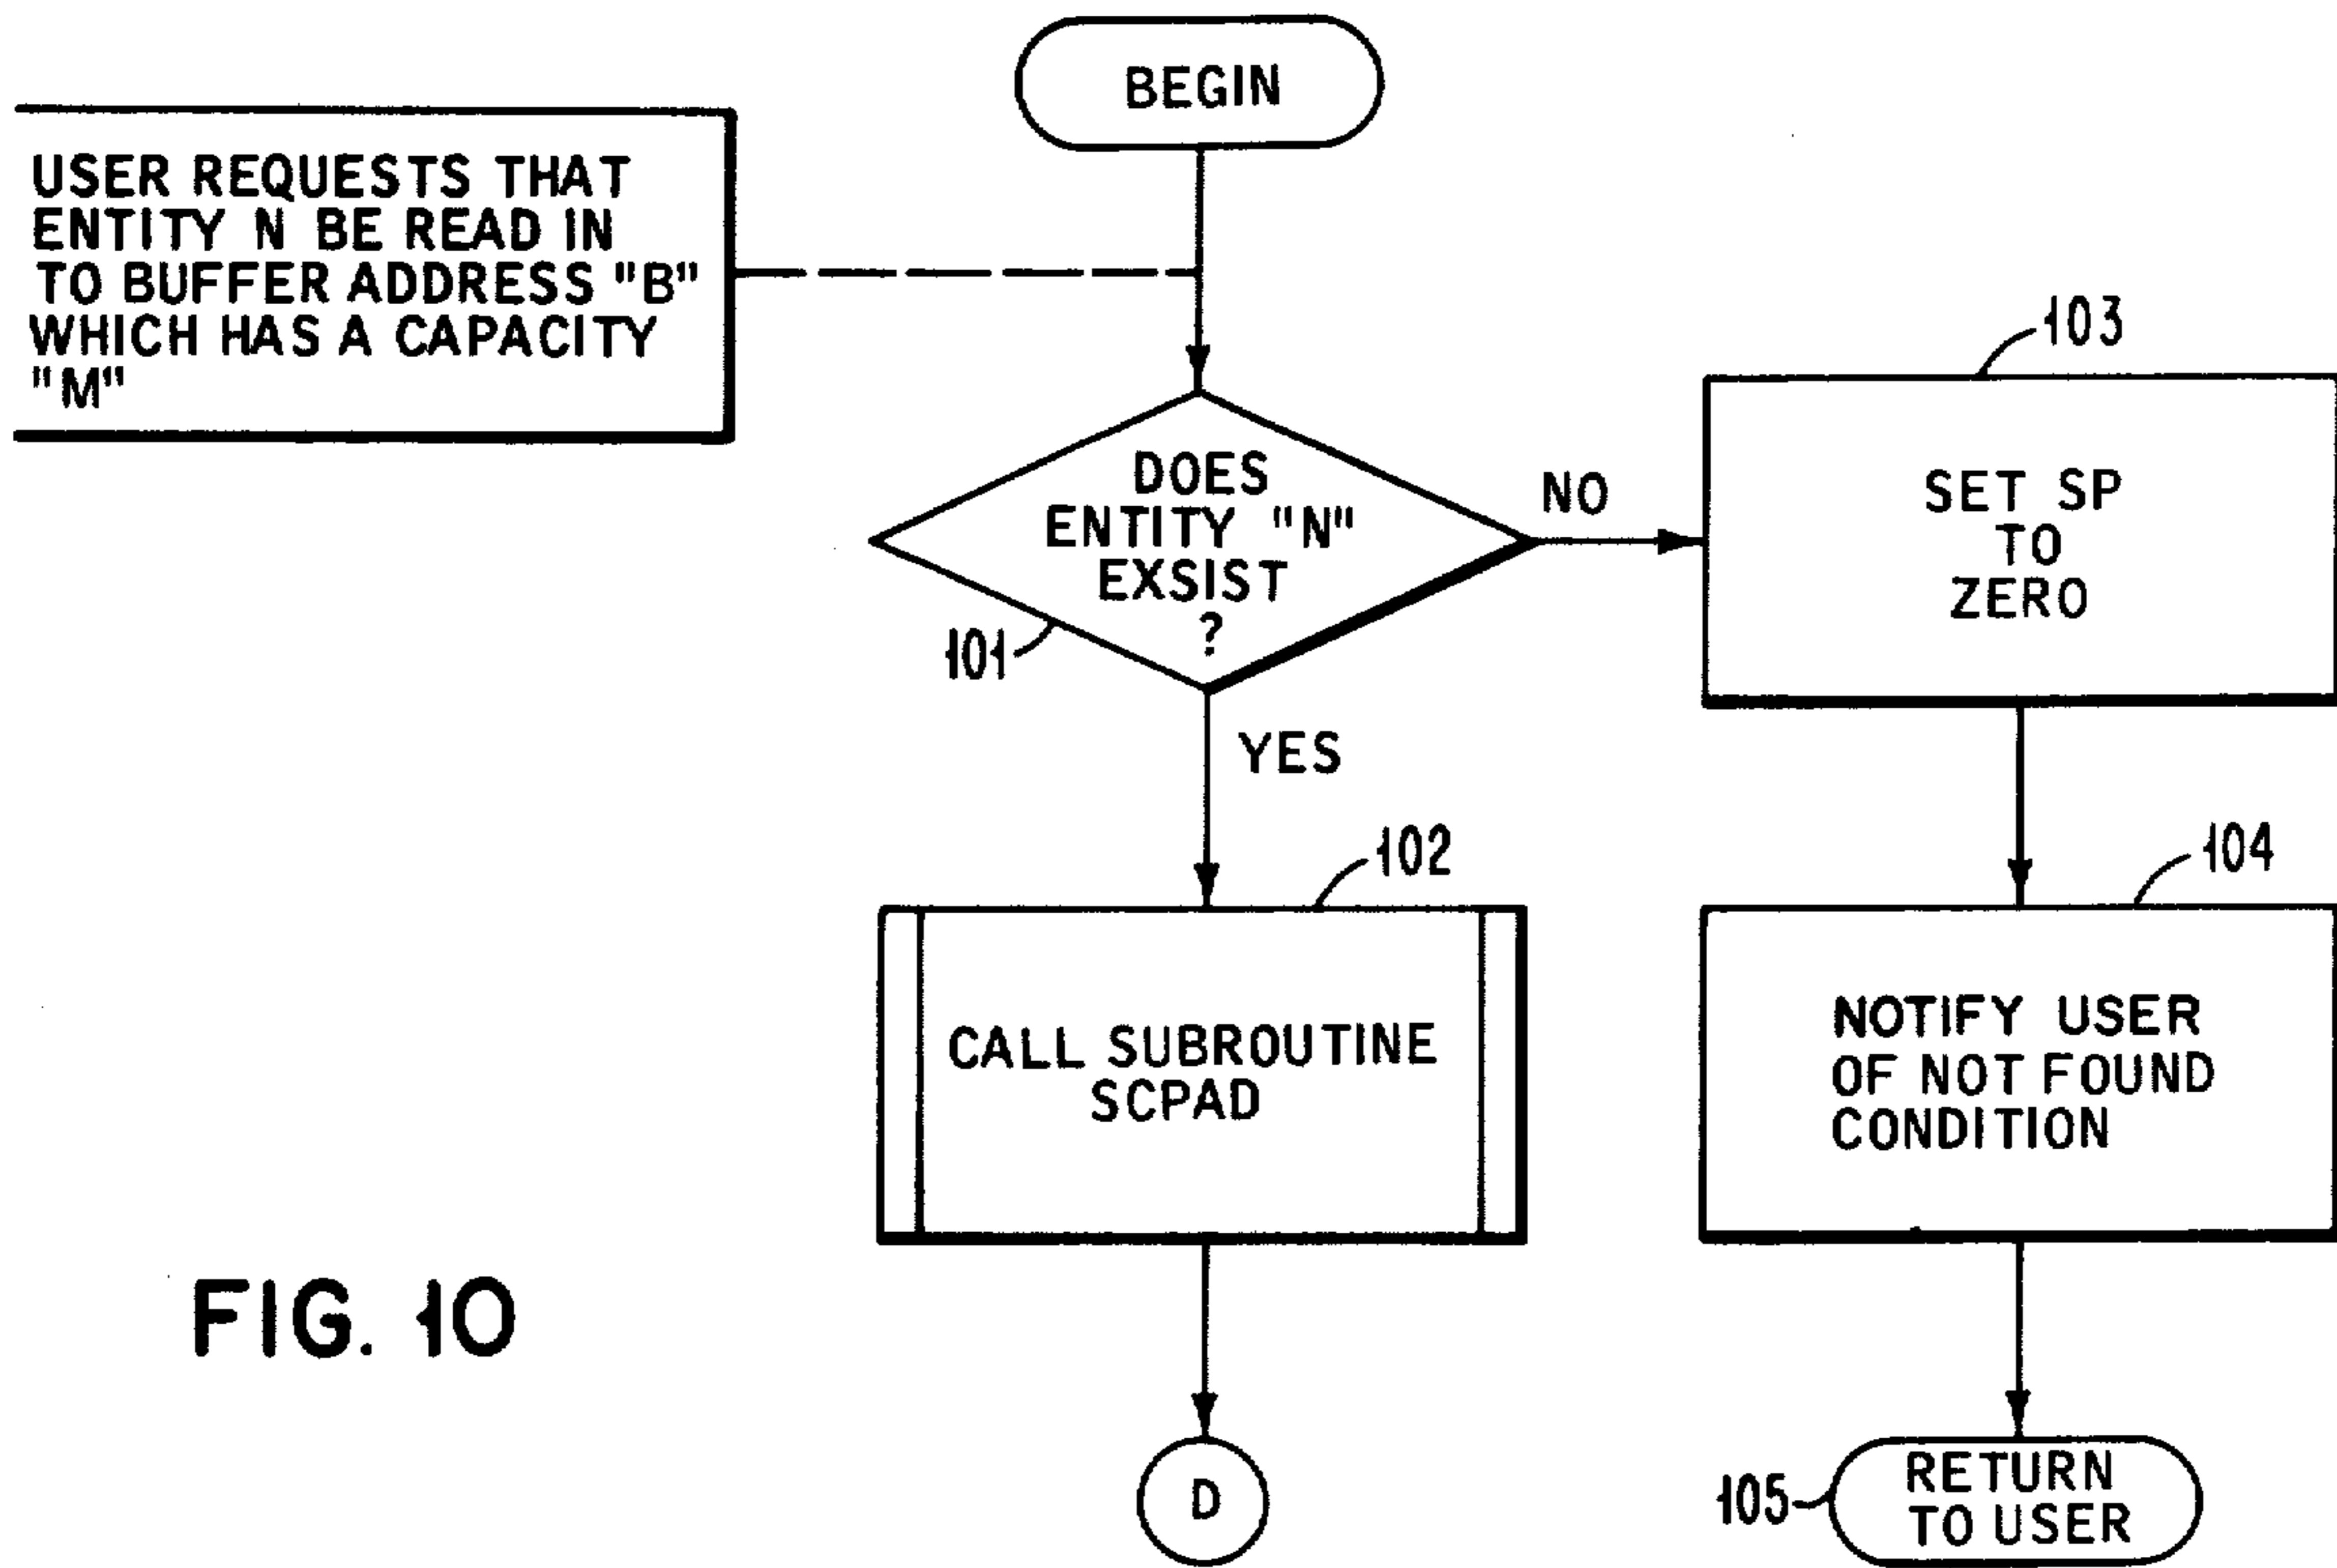 BEGIN
USER REQUESTS THAT
ENTITY N BE READ IN
TO BUFFER ADDRESS "B"
WHICH HAS A CAPACITY
"M"
DOES
ENTITY "N"
EXSIST
?
101
NO
103
SET SP
TO
ZERO
YES
102
CALL SUBROUTINE
SCPAD
104
NOTIFY USER
OF NOT FOUND
CONDITION
D
105
RETURN
TO USER
FIG. 10